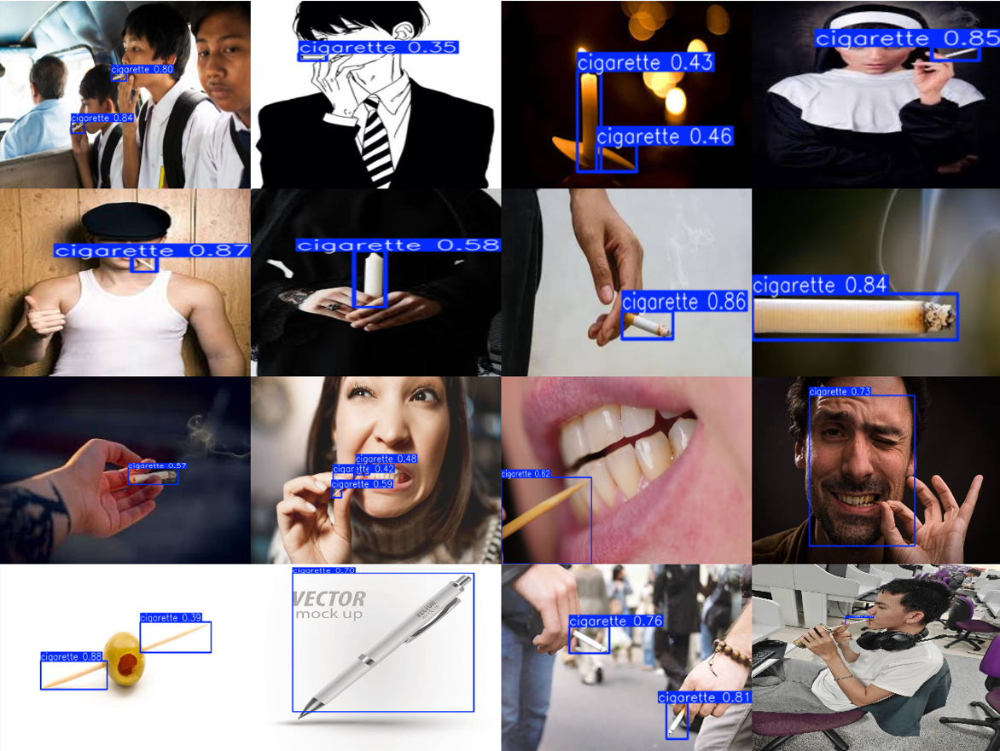 cigarette 0.80
cigarette 0.84
cigarette 0.35
cigarette 0.43
cigarette 0.46
cigarette 0.85
cigarette 0.87
cigarette 0.58
cigarette 0.86
cigarette 0.84
cigarette 0.57
cigarette 0.48
cigarette 0.42
cigarette 0.59
cigarette 0.62
cigarette 0.73
cigarette 0.39
cigarette 0.88
cigarette 0.70
VECTOR
mock up
VECTOR
cigarette 0.76
cigarette 0.81